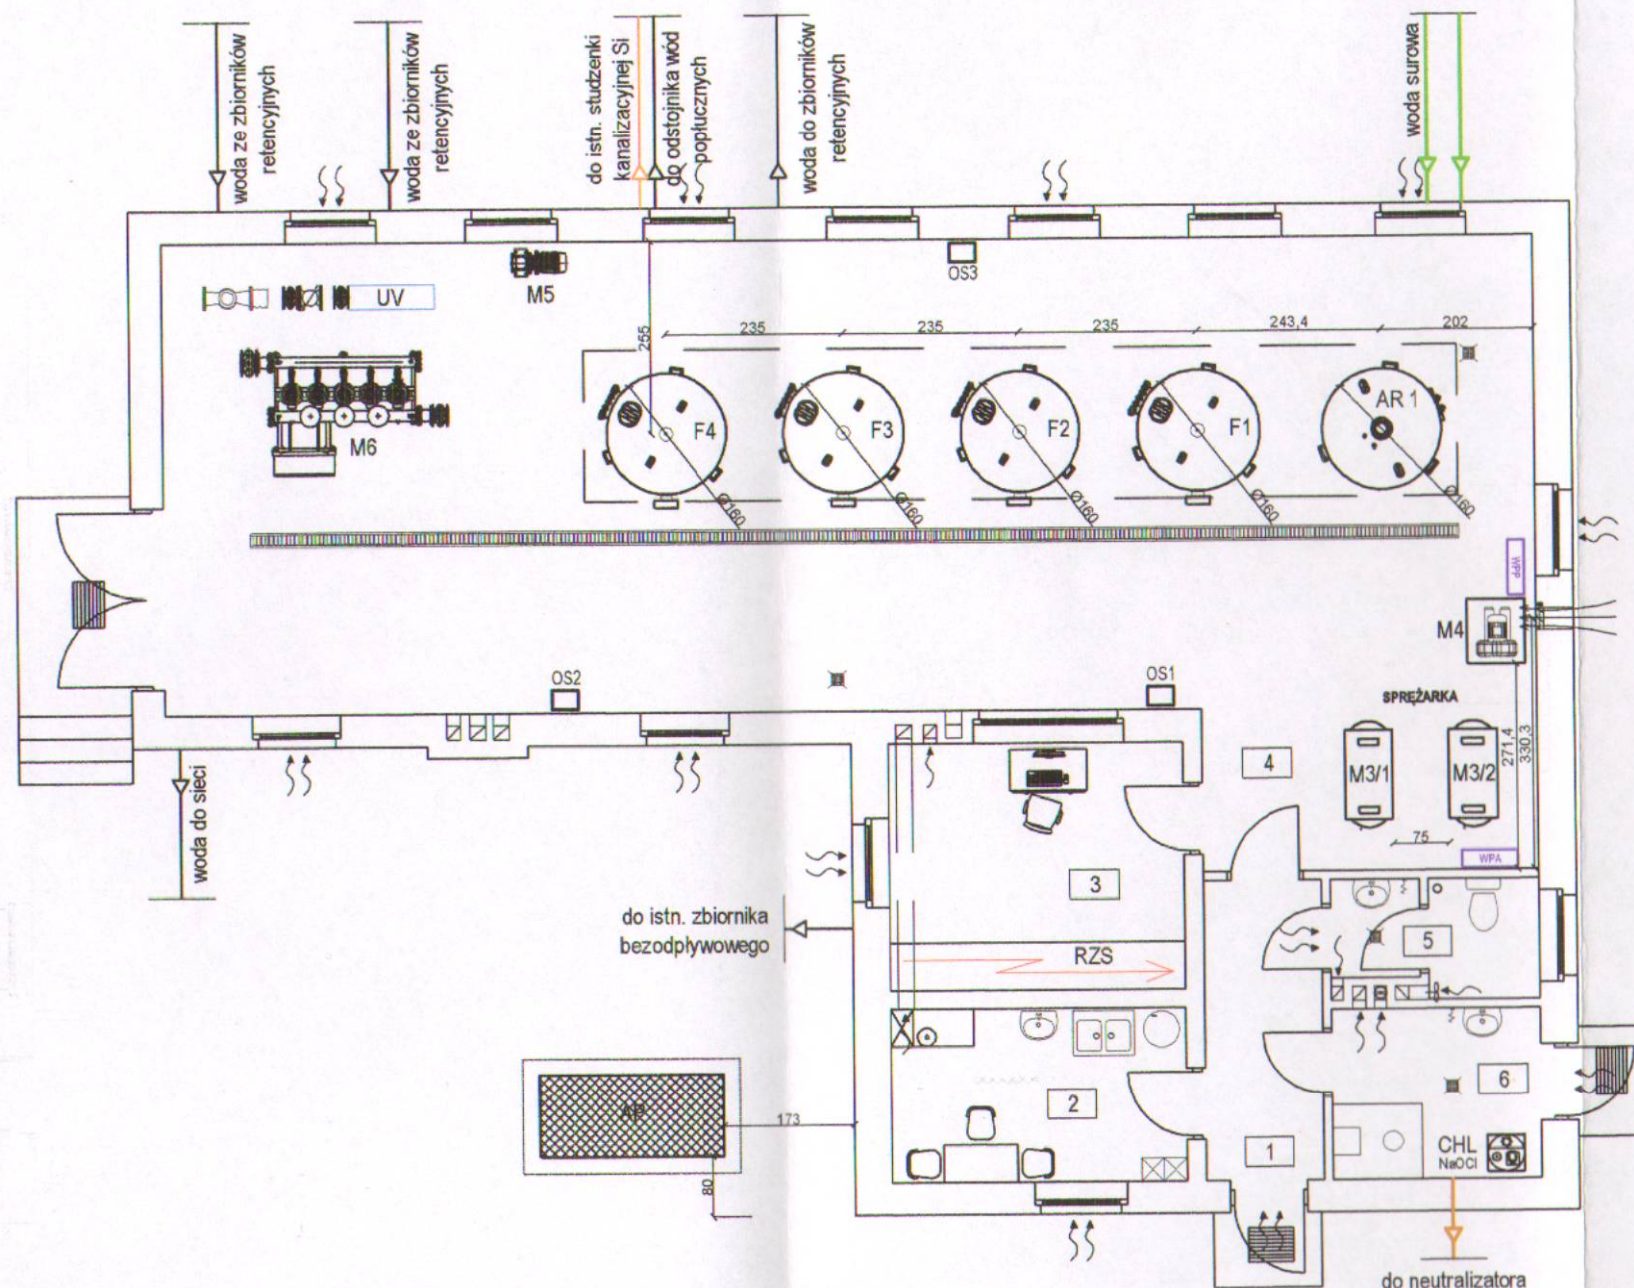 woda ze zbiorników
retencyjnych
woda ze zbiorników
retencyjnych
do istn. studzenki
kanalizacyjnej Si
do odstojnika wód
popłucznych
woda do zbiorników
retencyjnych
woda surowa
OS3
M5
UV
M6
235
235
235
243,4
202
255
F4
F3
F2
F1
AR 1
Ø160
Ø160
Ø160
Ø160
Ø160
WPP
M4
OS2
OS1
SPRĘŻARKA
4
M3/1
M3/2
271,4
330,3
75
WPA
woda do sieci
3
do istn. zbiornika
bezodpływowego
RZS
5
2
6
AP
173
80
1
CHL
NaOCl
do neutralizatora